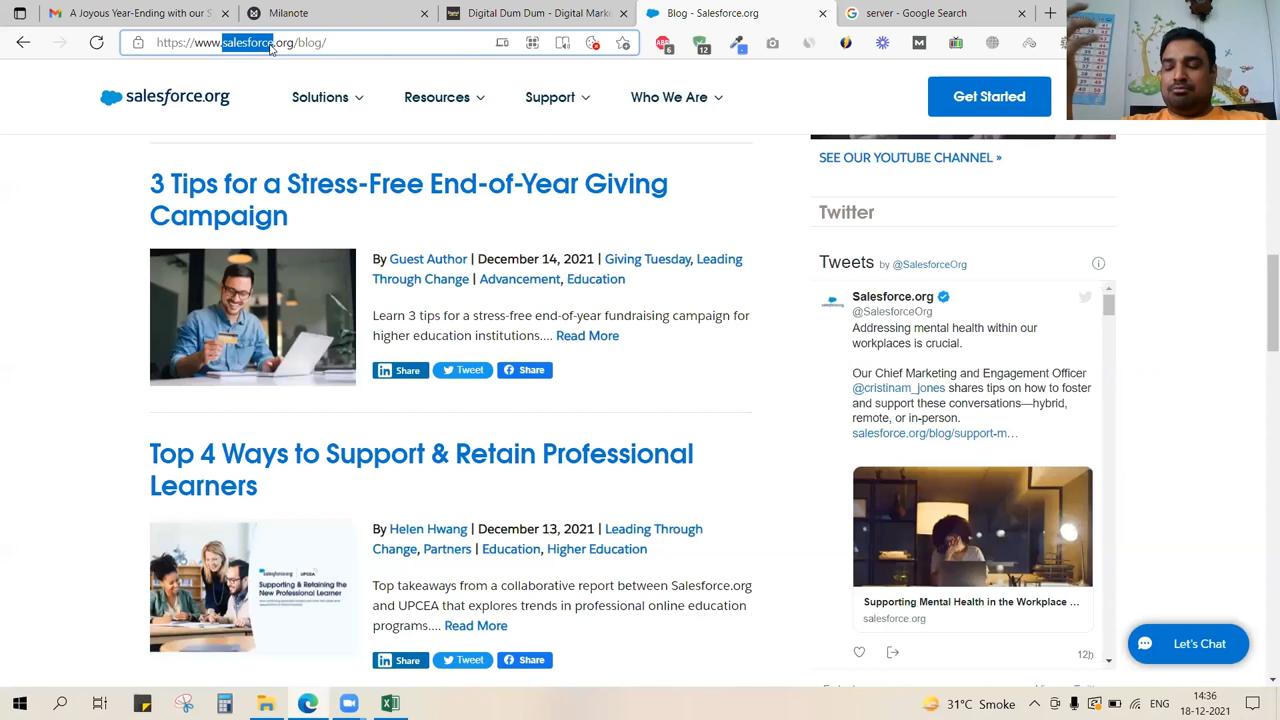 A Joyous Year-Ending with our S
Milanote
Digital Dum - Digital Marke
Blog - Salesforce.org
server - Google Search
https://www.salesforce.org/blog/
salesforce.org
Solutions
Resources
Support
Who We Are
Get Started
SEE OUR YOUTUBE CHANNEL »
3 Tips for a Stress-Free End-of-Year Giving
Campaign
By Guest Author | December 14, 2021 | Giving Tuesday, Leading
Through Change | Advancement, Education
Learn 3 tips for a stress-free end-of-year fundraising campaign for
higher education institutions.... Read More
Share
Tweet
Share
Top 4 Ways to Support & Retain Professional
Learners
By Helen Hwang | December 13, 2021 | Leading Through
Change, Partners | Education, Higher Education
Supporting & Retaining the
New Professional Learner
Top takeaways from a collaborative report between Salesforce.org
and UPCEA that explores trends in professional online education
programs.... Read More
Share
Tweet
Share
Twitter
Tweets by @SalesforceOrg
Salesforce.org
@SalesforceOrg
Addressing mental health within our
workplaces is crucial.
Our Chief Marketing and Engagement Officer
@cristinam_jones shares tips on how to foster
and support these conversations—hybrid,
remote, or in-person.
salesforce.org/blog/support-m…
Supporting Mental Health in the Workplace ...
salesforce.org
12h
Let's Chat
31°C Smoke
ENG
14:36
18-12-2021